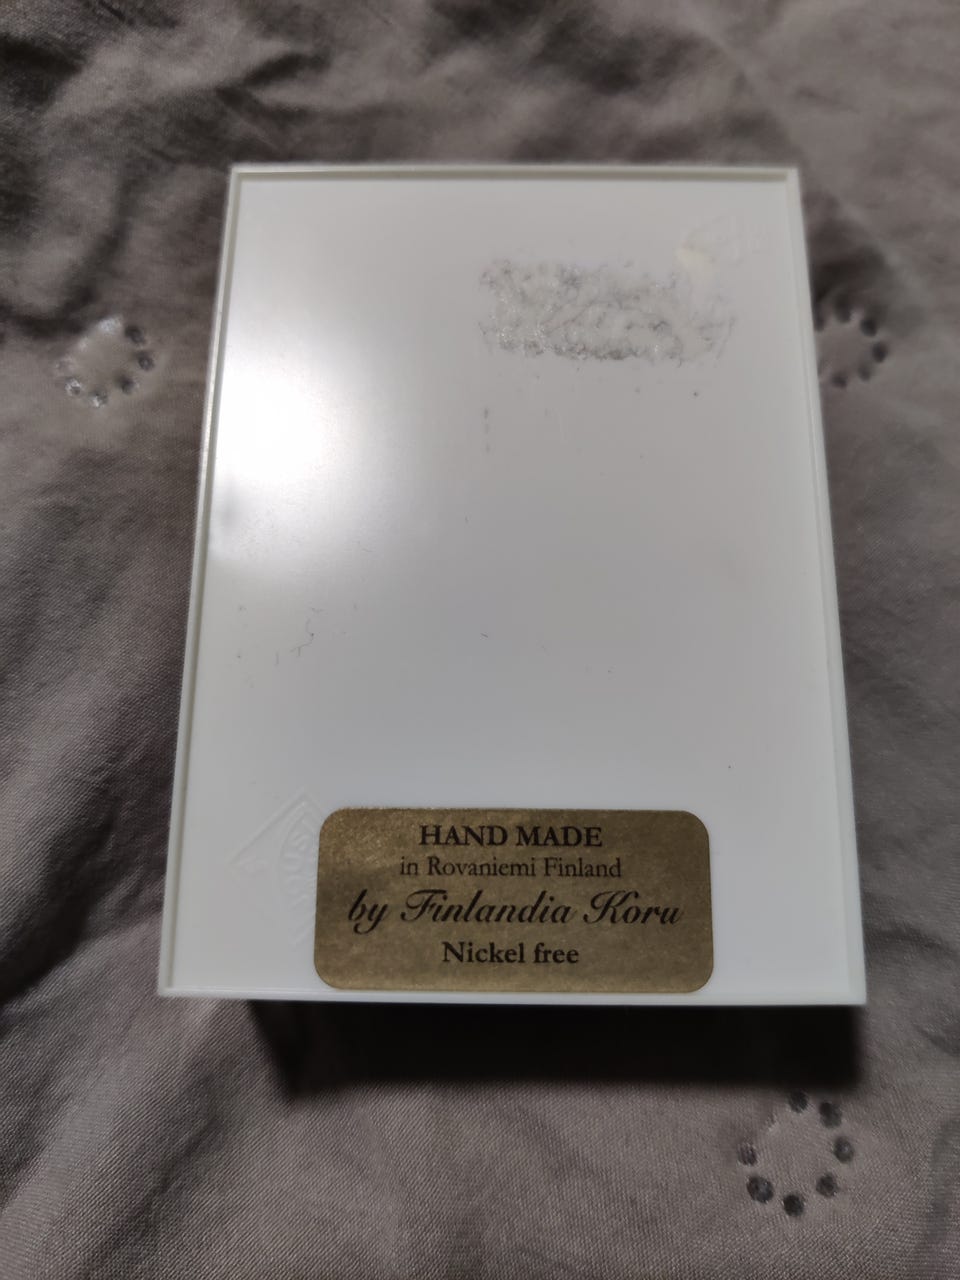 HAND MADE
in Rovaniemi Finland
by Finlandia Koru
Nickel free